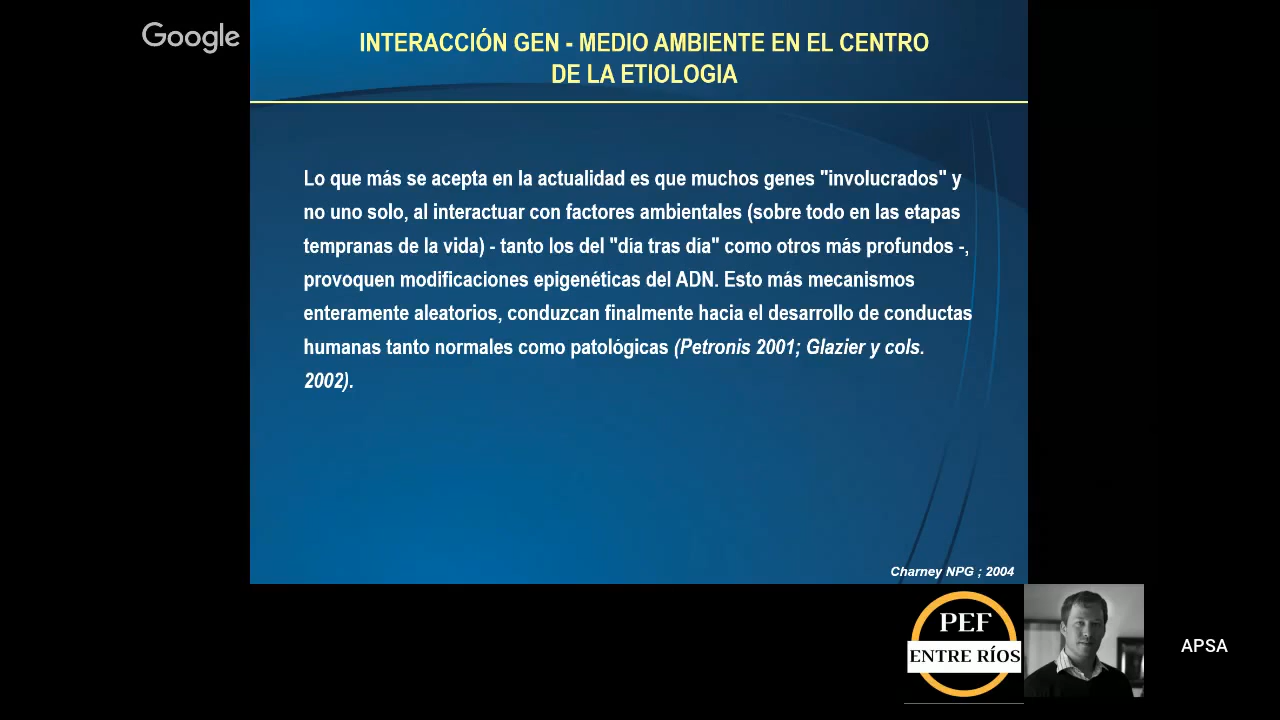 Google
INTERACCIÓN GEN - MEDIO AMBIENTE EN EL CENTRO
DE LA ETIOLOGIA
Lo que más se acepta en la actualidad es que muchos genes "involucrados" y
no uno solo, al interactuar con factores ambientales (sobre todo en las etapas
tempranas de la vida) - tanto los del "día tras día" como otros más profundos -,
provoquen modificaciones epigenéticas del ADN. Esto más mecanismos
enteramente aleatorios, conduzcan finalmente hacia el desarrollo de conductas
humanas tanto normales como patológicas (Petronis 2001; Glazier y cols.
2002).
Charney NPG ; 2004
PEF
ENTRE RÍOS
APSA